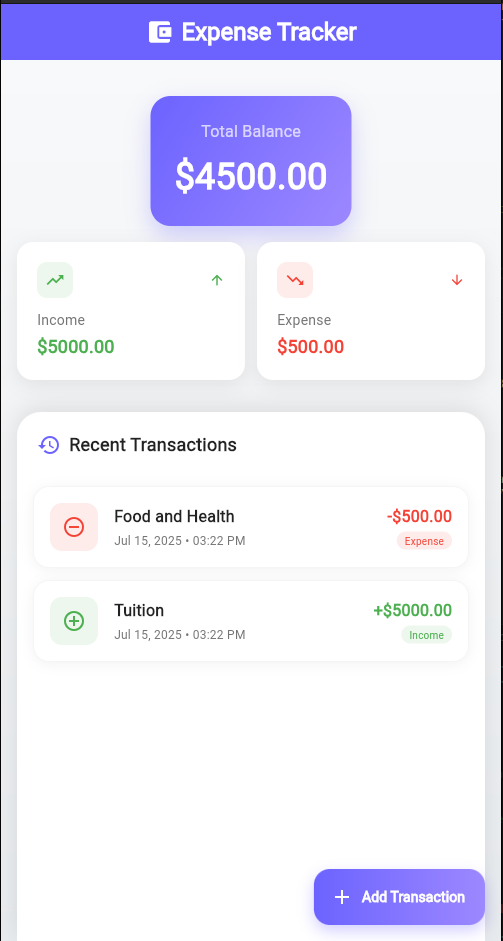 Expense Tracker
Total Balance
$4500.00
Income
$5000.00
Expense
$500.00
Recent Transactions
Food and Health
-$500.00
Jul 15, 2025 • 03:22 PM
Expense
Tuition
+$5000.00
Jul 15, 2025 • 03:22 PM
Income
Add Transaction